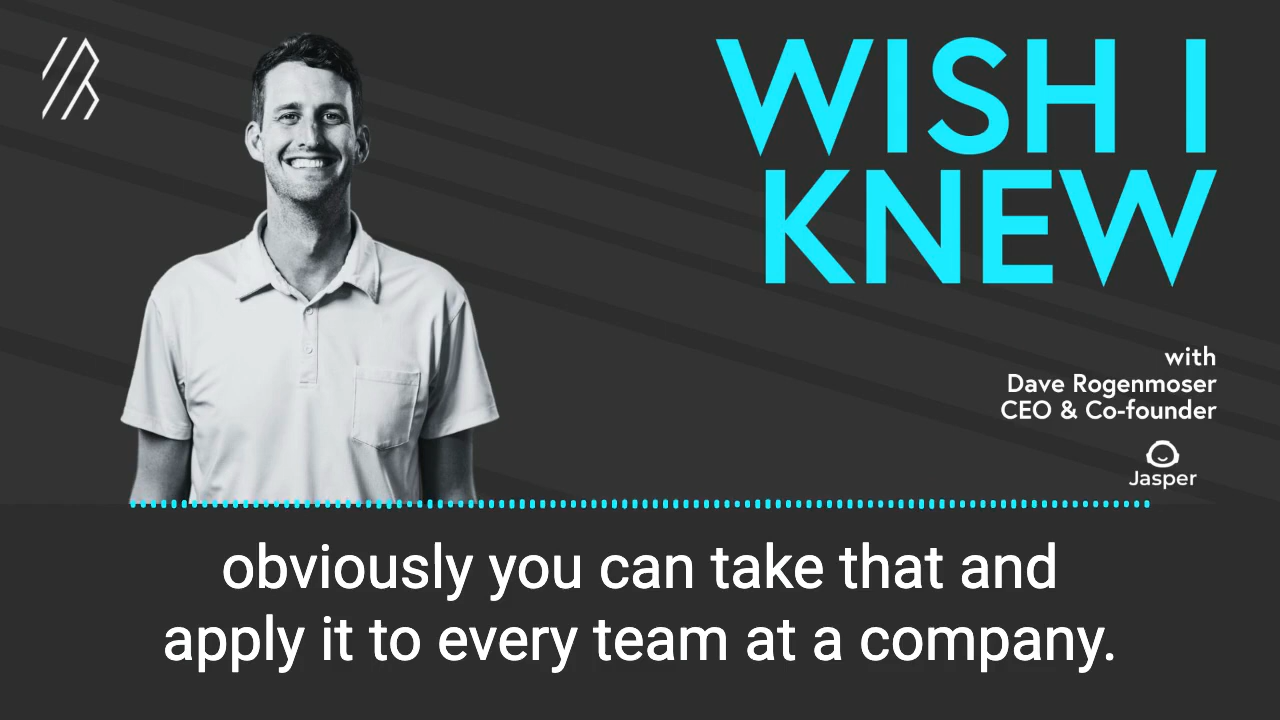 WISH I
KNEW
with
Dave Rogenmoser
CEO & Co-founder
Jasper
obviously you can take that and
apply it to every team at a company.